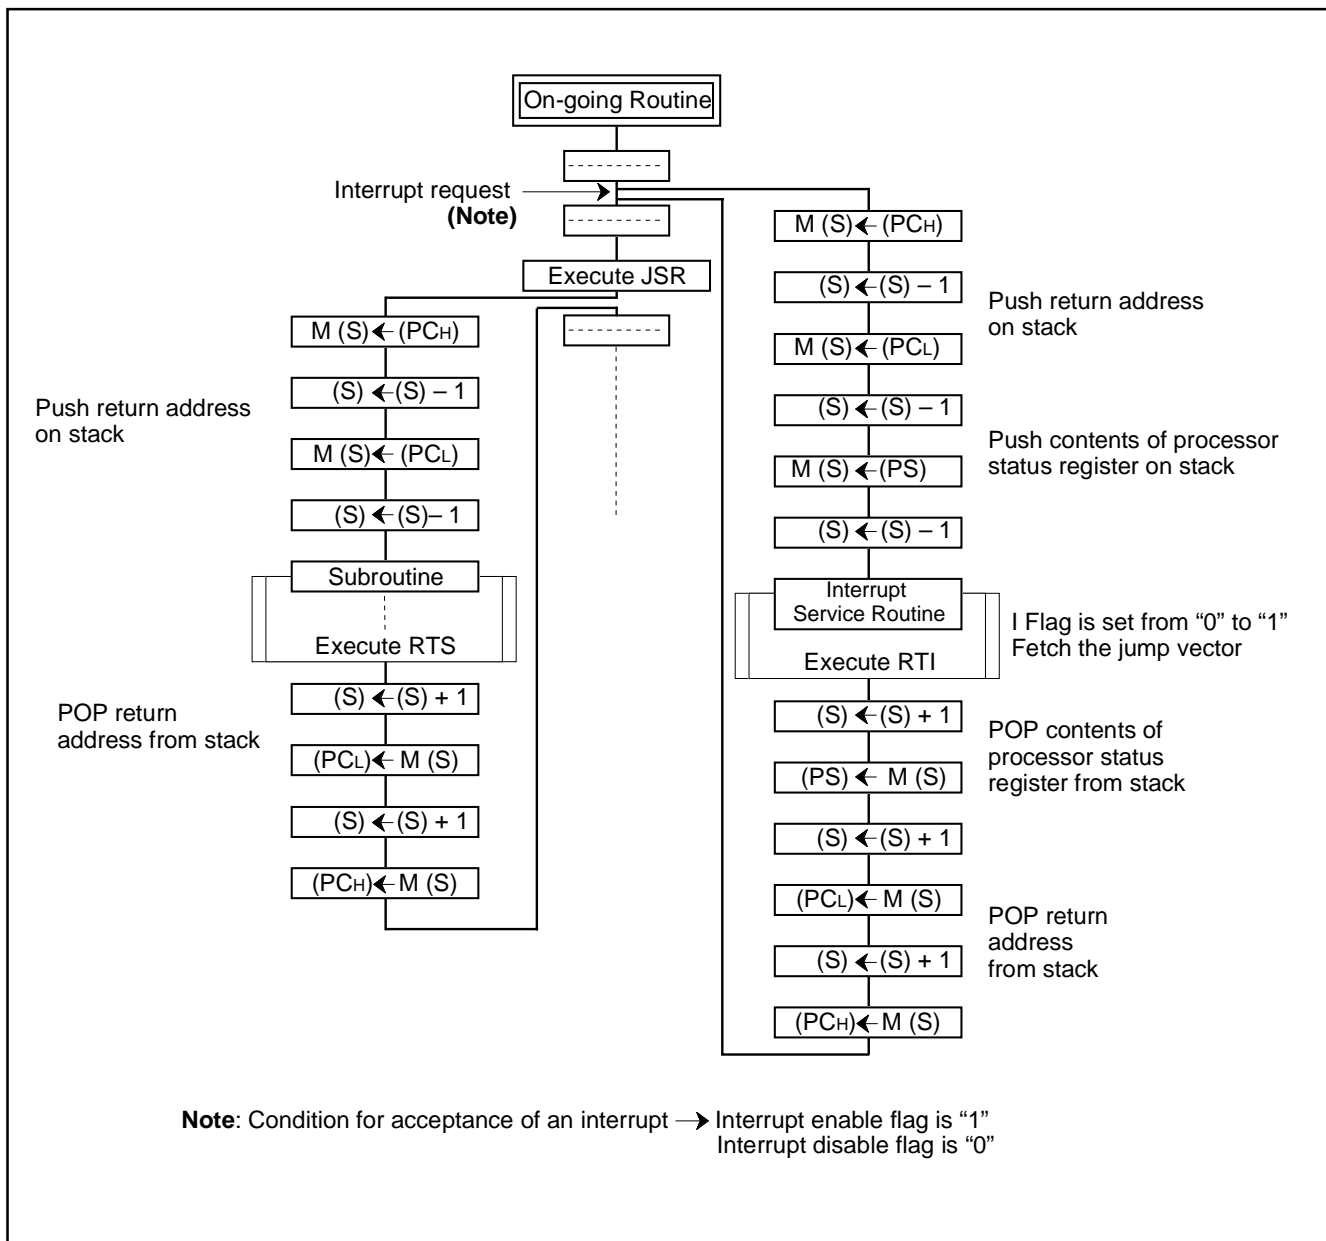 On-going Routine
Interrupt request
(Note)
Execute JSR
M (S) ← (PCH)
(S) ← (S) – 1
Push return address
on stack
M (S) ← (PCL)
(S) ← (S)– 1
Subroutine
Execute RTS
POP return
address from stack
(S) ← (S) + 1
(PCL) ← M (S)
(S) ← (S) + 1
(PCH) ← M (S)
M (S) ← (PCH)
(S) ← (S) – 1
Push return address
on stack
M (S) ← (PCL)
(S) ← (S) – 1
Push contents of processor
status register on stack
M (S) ← (PS)
(S) ← (S) – 1
Interrupt
Service Routine
I Flag is set from “0” to “1”
Fetch the jump vector
Execute RTI
(S) ← (S) + 1
POP contents of
processor status
register from stack
(PS) ← M (S)
(S) ← (S) + 1
(PCL) ← M (S)
POP return
address
from stack
(S) ← (S) + 1
(PCH) ← M (S)
Note: Condition for acceptance of an interrupt → Interrupt enable flag is “1”
Interrupt disable flag is “0”